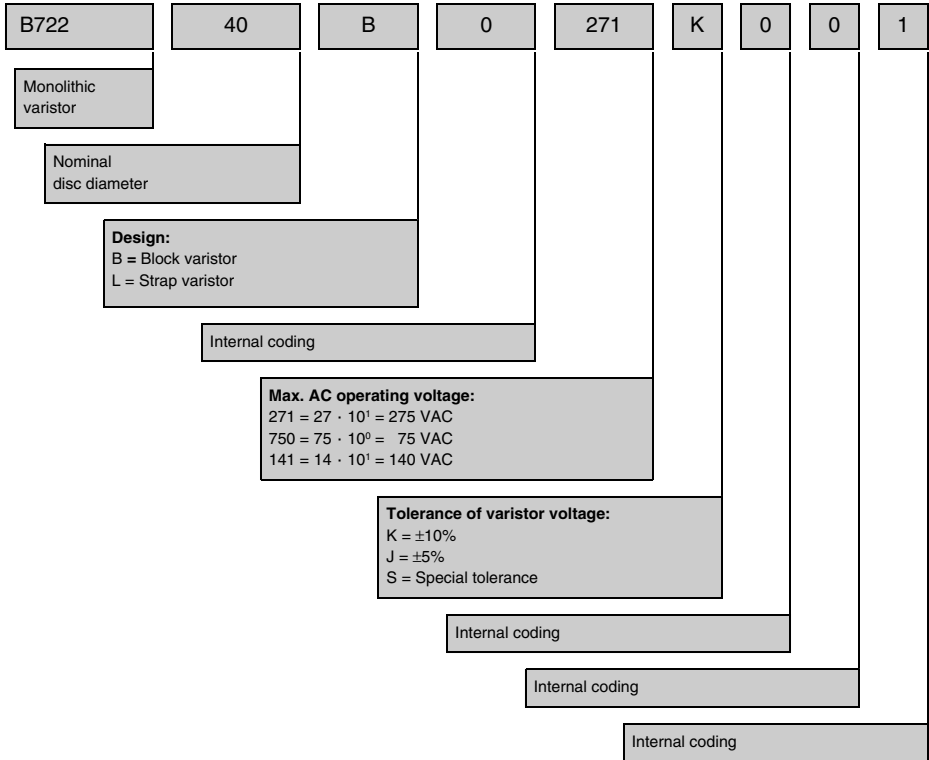 B722 40 B 0 271 K 0 0 1
Monolithic
varistor
Nominal
disc diameter
Design:
B = Block varistor
L = Strap varistor
Internal coding
Max. AC operating voltage:
271 = 27 · 10¹ = 275 VAC
750 = 75 · 10⁰ = 75 VAC
141 = 14 · 10¹ = 140 VAC
Tolerance of varistor voltage:
K = ±10%
J = ±5%
S = Special tolerance
Internal coding
Internal coding
Internal coding